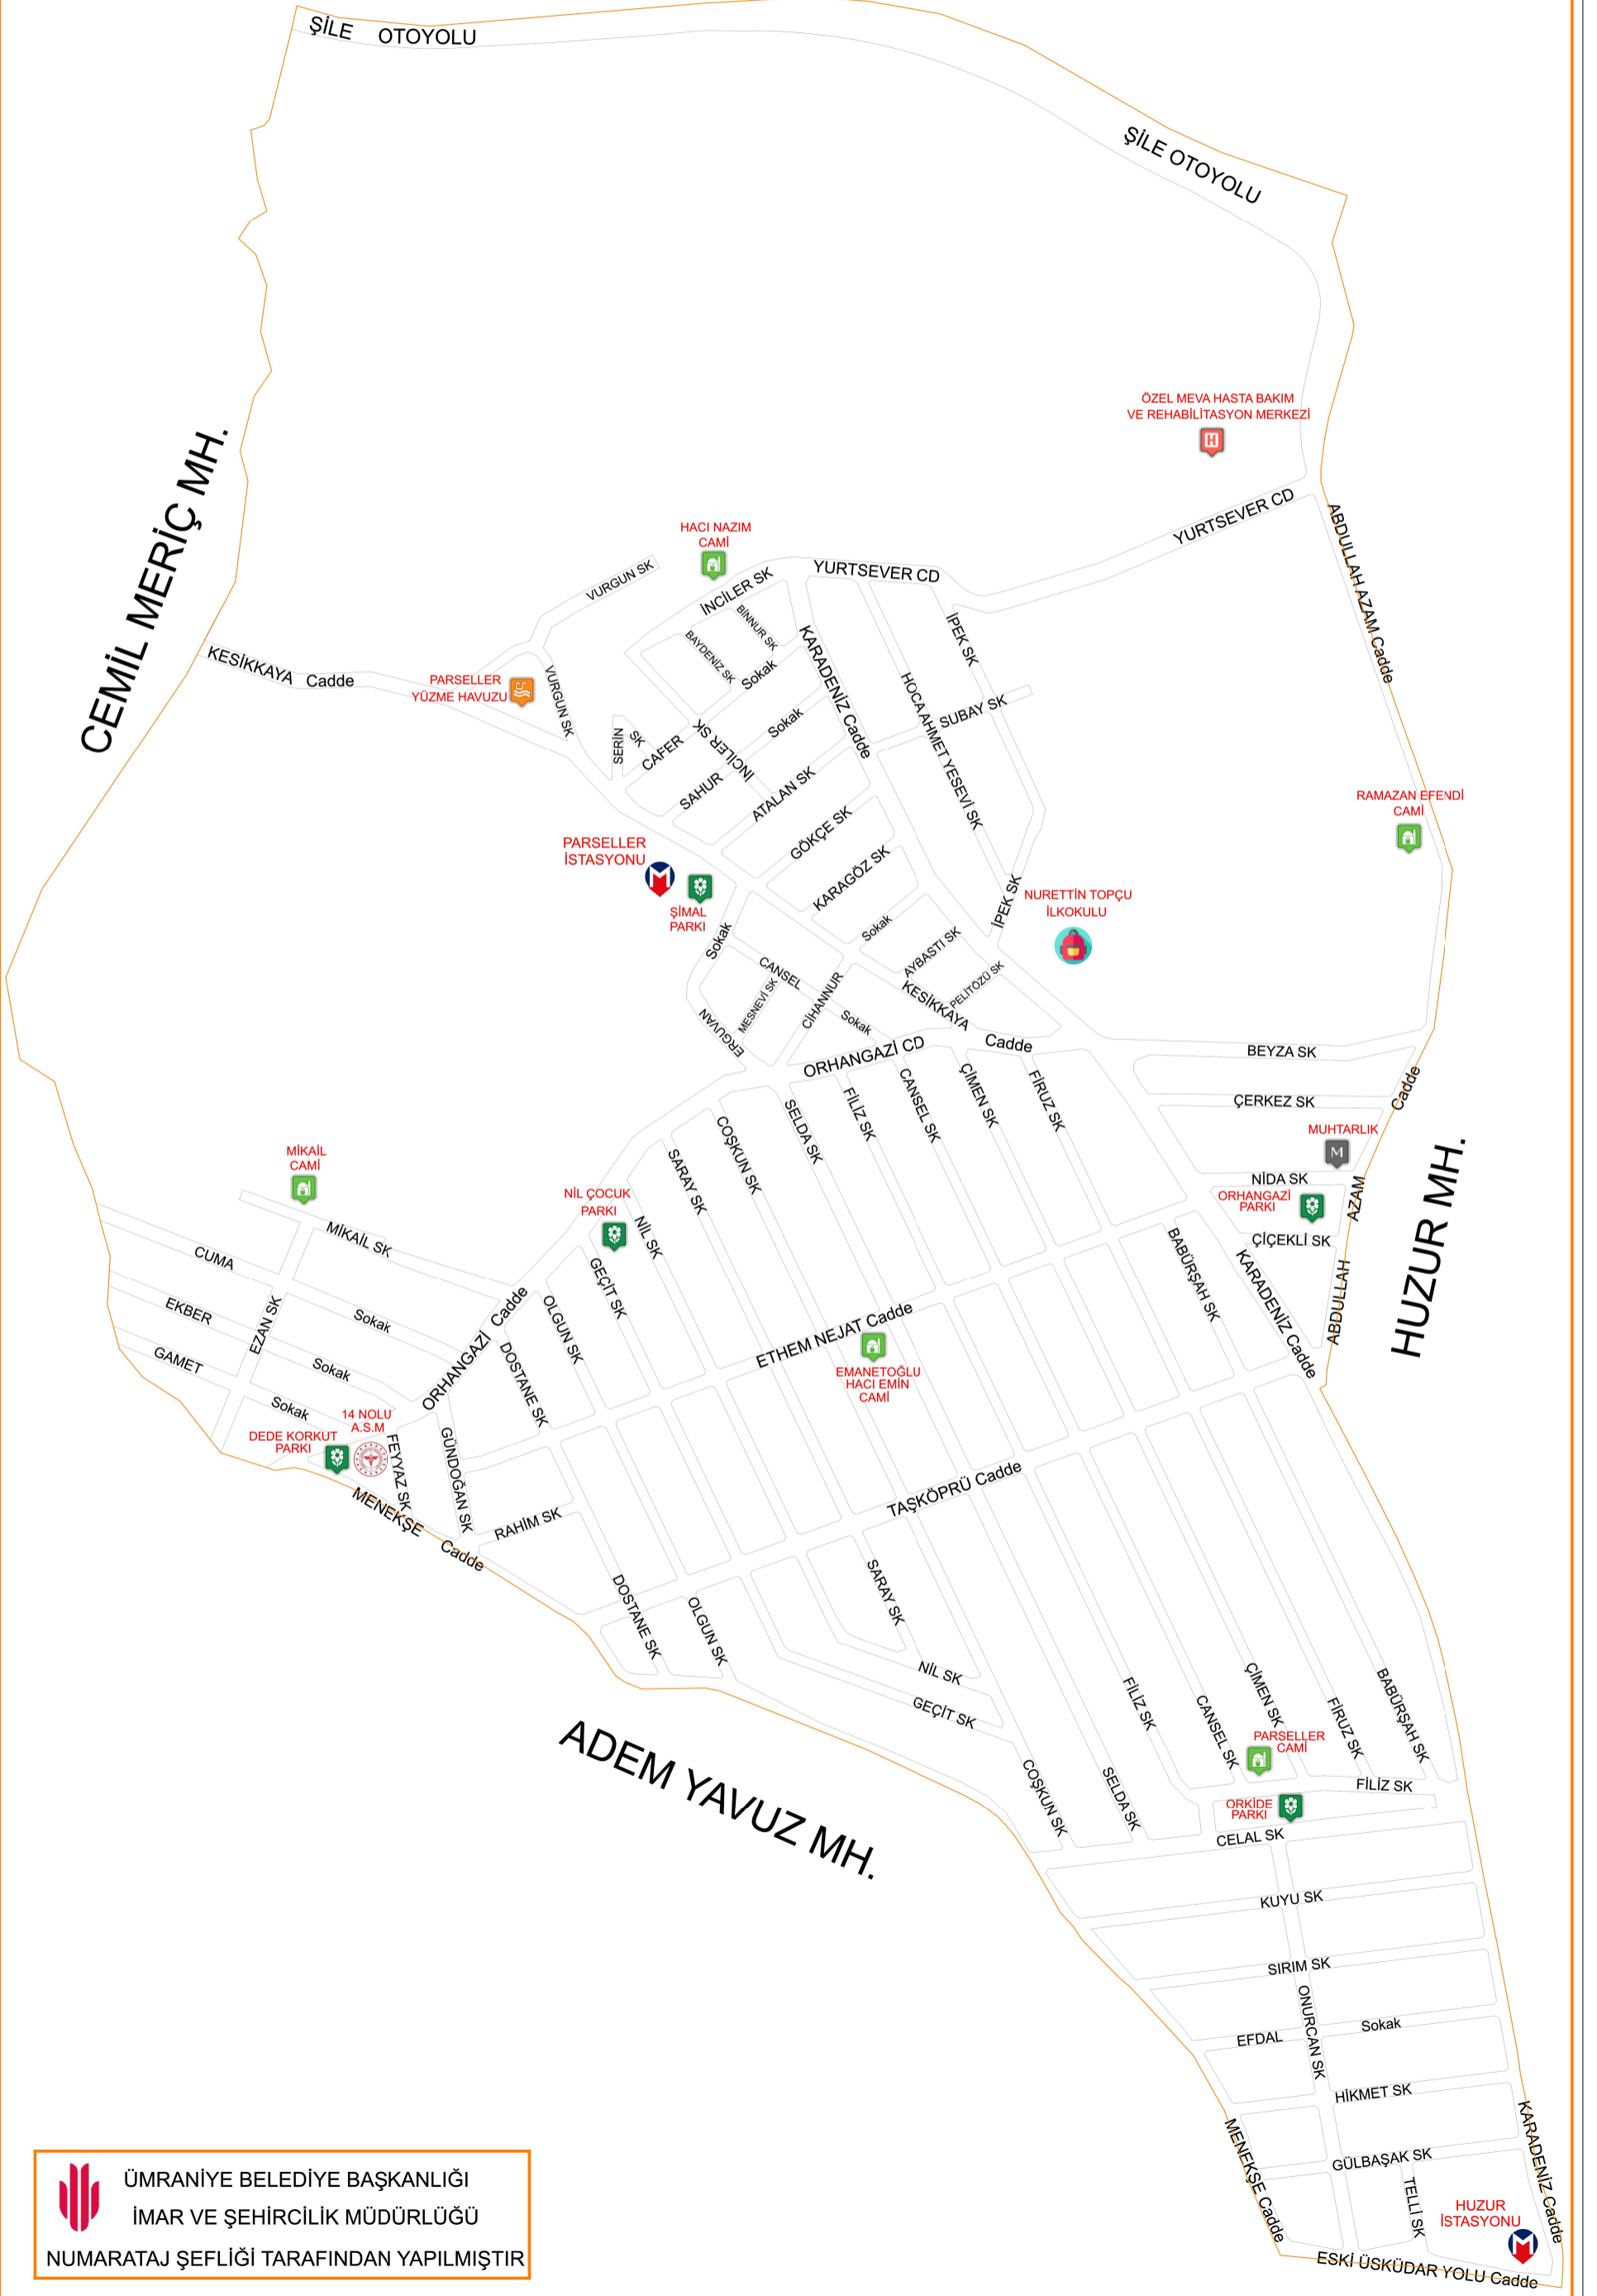 ŞİLE OTOYOLU
ŞİLE OTOYOLU
ÖZEL MEVA HASTA BAKIM
VE REHABİLİTASYON MERKEZİ
CEMİL MERİÇ MH.
YURTSEVER CD
ABDULLAH AZAM Cadde
HACI NAZIM
CAMİ
VURGUN SK
İNCİLER SK
YURTSEVER CD
BİNNUR SK
BAYDENİZ SK
İPEK SK
KESİKKAYA Cadde
PARSELLER
YÜZME HAVUZU
VURGUN SK
KARADENİZ Cadde
HOCA AHMET YESEVİ SK
SUBAY SK
SERİN SK
CAFER Sokak
İNCİLER SK
SAHUR Sokak
ATALAN SK
GÖKÇE SK
KARAGÖZ SK
RAMAZAN EFENDİ
CAMİ
PARSELLER
İSTASYONU
ŞİMAL
PARKI
İPEK SK
NURETTİN TOPÇU
İLKOKULU
ERGUVAN Sokak
CANSEL Sokak
MESNEVİ SK
CİHANNUR Sokak
AYBASTI SK
PELİTÖZÜ SK
KESİKKAYA Cadde
ORHANGAZİ CD
BEYZA SK
ÇERKEZ SK
MUHTARLIK
NİDA SK
ORHANGAZİ
PARKI
ÇİÇEKLİ SK
ABDULLAH AZAM Cadde
HUZUR MH.
SELDA SK
FİLİZ SK
CANSEL SK
ÇİMEN SK
FİRUZ SK
COŞKUN SK
SARAY SK
NİL SK
NİL ÇOCUK
PARKI
GEÇİT SK
OLGUN SK
DOSTANE SK
MİKAİL
CAMİ
MİKAİL SK
CUMA Sokak
EKBER Sokak
GAMET Sokak
EZAN SK
ORHANGAZİ Cadde
BABÜRŞAH SK
KARADENİZ Cadde
ETHEM NEJAT Cadde
EMANETOĞLU
HACI EMİN
CAMİ
14 NOLU
A.S.M
DEDE KORKUT
PARKI
FEYYAZ SK
GÜNDOĞAN SK
MENEKŞE Cadde
RAHİM SK
TAŞKÖPRÜ Cadde
DOSTANE SK
OLGUN SK
SARAY SK
NİL SK
GEÇİT SK
ADEM YAVUZ MH.
COŞKUN SK
SELDA SK
FİLİZ SK
CANSEL SK
ÇİMEN SK
FİRUZ SK
BABÜRŞAH SK
PARSELLER
CAMİ
FİLİZ SK
ORKİDE
PARKI
CELAL SK
KUYU SK
SIRIM SK
ONURCAN SK
EFDAL Sokak
HİKMET SK
GÜLBAŞAK SK
TELLİ SK
MENEKŞE Cadde
KARADENİZ Cadde
HUZUR
İSTASYONU
ESKİ ÜSKÜDAR YOLU Cadde
ÜMRANİYE BELEDİYE BAŞKANLIĞI
İMAR VE ŞEHİRCİLİK MÜDÜRLÜĞÜ
NUMARATAJ ŞEFLİĞİ TARAFINDAN YAPILMIŞTIR